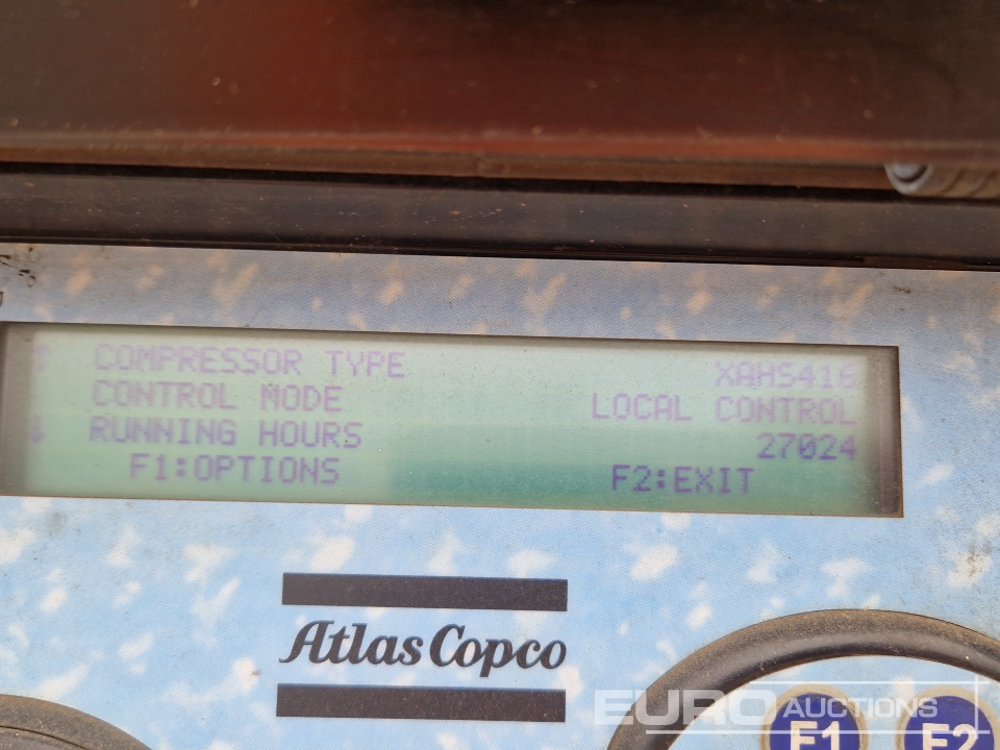 ↑ COMPRESSOR TYPE XAHS416
CONTROL MODE LOCAL CONTROL
↓ RUNNING HOURS 27024
F1:OPTIONS F2:EXIT
Atlas Copco
EURO AUCTIONS
F1 F2